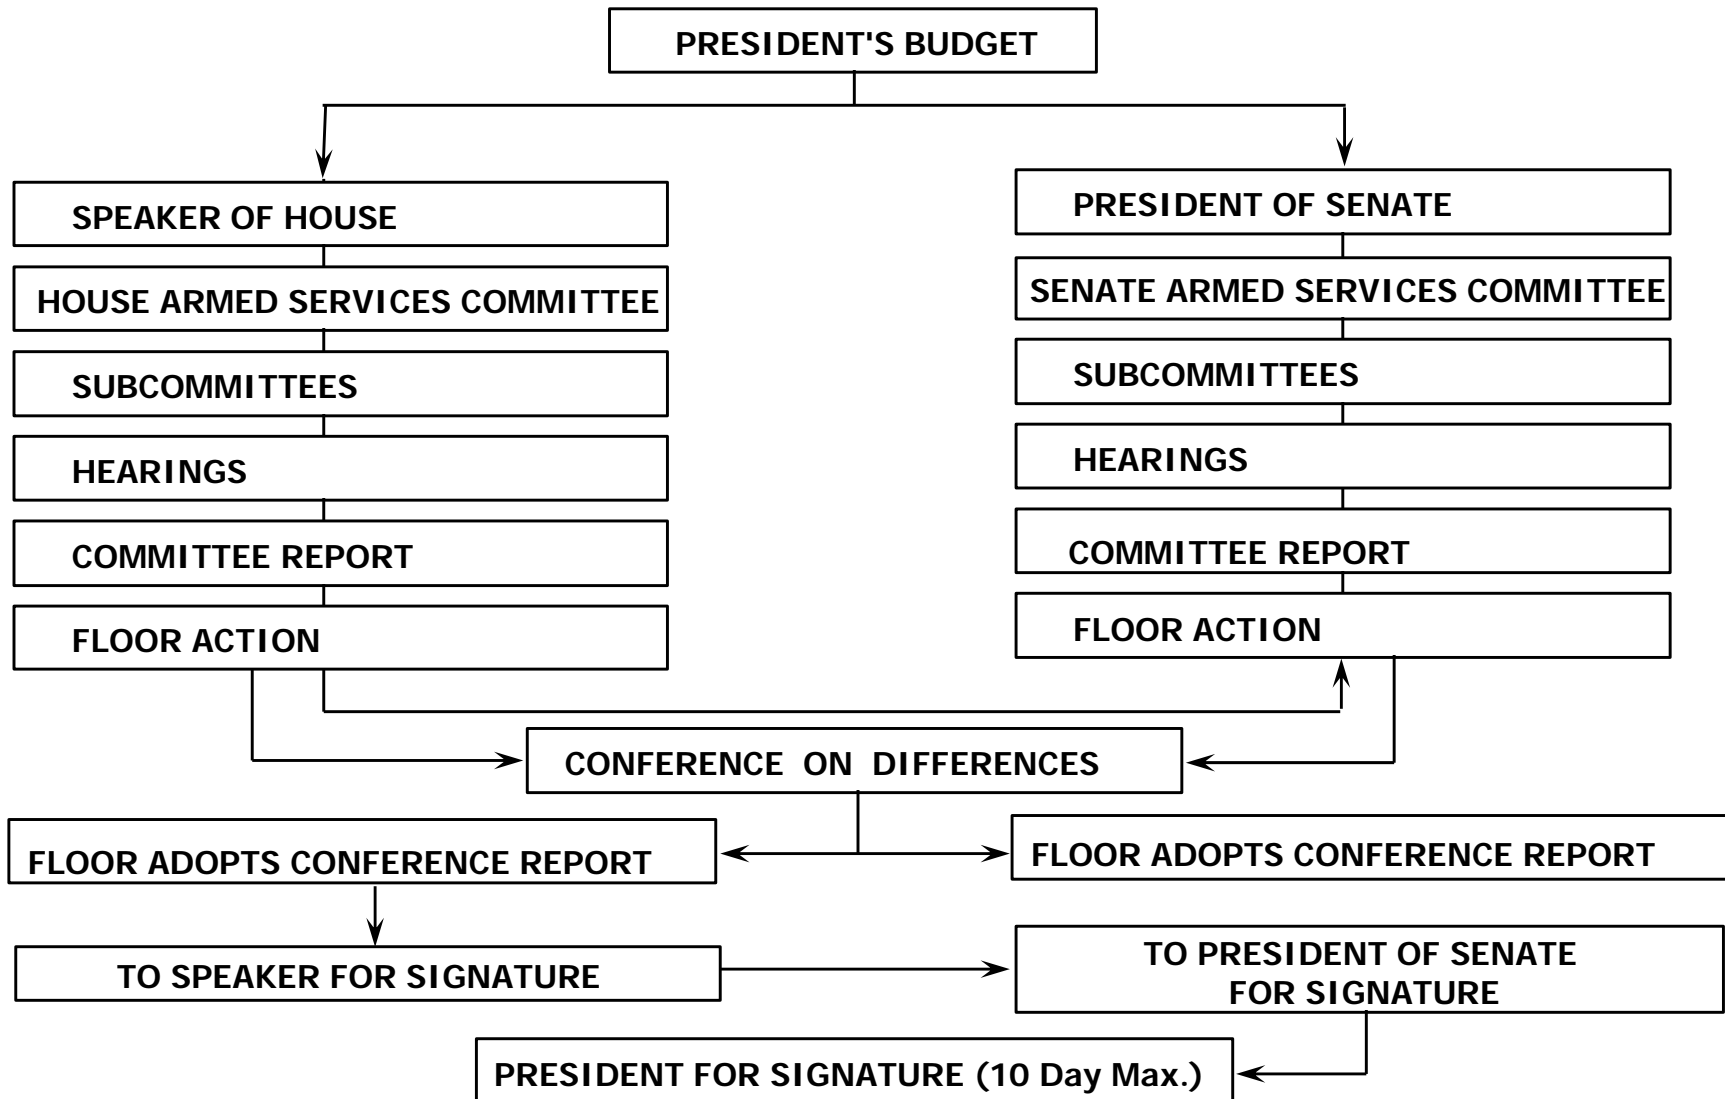 PRESIDENT'S BUDGET
SPEAKER OF HOUSE
HOUSE ARMED SERVICES COMMITTEE
SUBCOMMITTEES
HEARINGS
COMMITTEE REPORT
FLOOR ACTION
PRESIDENT OF SENATE
SENATE ARMED SERVICES COMMITTEE
SUBCOMMITTEES
HEARINGS
COMMITTEE REPORT
FLOOR ACTION
CONFERENCE ON DIFFERENCES
FLOOR ADOPTS CONFERENCE REPORT
FLOOR ADOPTS CONFERENCE REPORT
TO SPEAKER FOR SIGNATURE
TO PRESIDENT OF SENATE
FOR SIGNATURE
PRESIDENT FOR SIGNATURE (10 Day Max.)